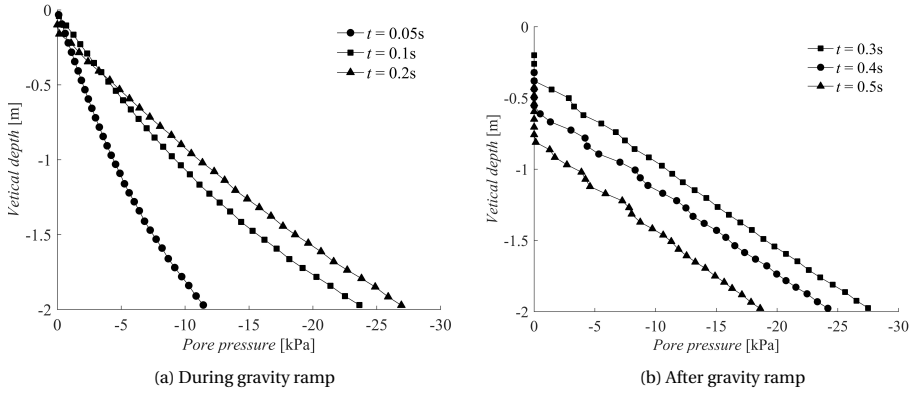 0
-0.5
-1
-1.5
-2
Vetical depth [m]
0
-5
-10
-15
-20
-25
-30
Pore pressure [kPa]
t = 0.05s
t = 0.1s
t = 0.2s
(a) During gravity ramp
0
-0.5
-1
-1.5
-2
Vetical depth [m]
0
-5
-10
-15
-20
-25
-30
Pore pressure [kPa]
t = 0.3s
t = 0.4s
t = 0.5s
(b) After gravity ramp